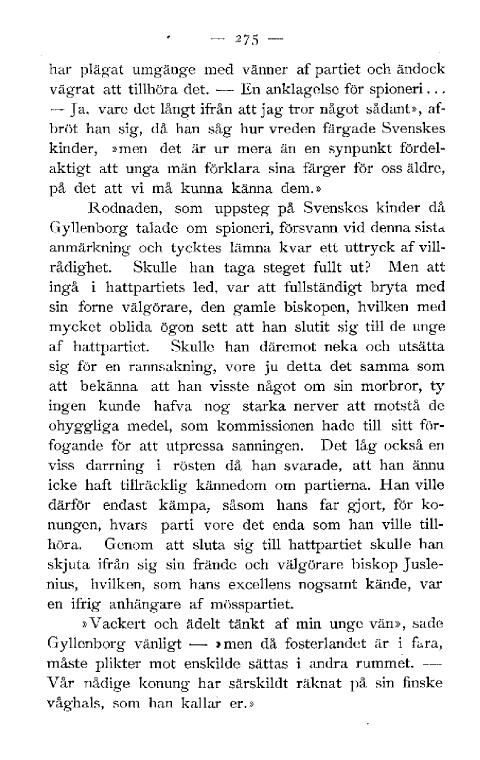 — 275 —
har plägat umgänge med vänner af partiet och ändock
vägrat att tillhöra det. — En anklagelse för spioneri...
— Ja, vare det långt ifrån att jag tror något sådant», af-
bröt han sig, då han såg hur vreden färgade Svenskes
kinder, »men det är ur mera än en synpunkt fördel-
aktigt att unga män förklara sina färger för oss äldre,
på det att vi må kunna känna dem.»
Rodnaden, som uppsteg på Svenskes kinder då
Gyllenborg talade om spioneri, försvann vid denna sista
anmärkning och tycktes lämna kvar ett uttryck af vill-
rådighet. Skulle han taga steget fullt ut? Men att
ingå i hattpartiets led, var att fullständigt bryta med
sin forne välgörare, den gamle biskopen, hvilken med
mycket oblida ögon sett att han slutit sig till de unge
af hattpartiet. Skulle han däremot neka och utsätta
sig för en rannsakning, vore ju detta det samma som
att bekänna att han visste något om sin morbror, ty
ingen kunde hafva nog starka nerver att motstå de
ohyggliga medel, som kommissionen hade till sitt för-
fogande för att utpressa sanningen. Det låg också en
viss darrning i rösten då han svarade, att han ännu
icke haft tillräcklig kännedom om partierna. Han ville
därför endast kämpa, såsom hans far gjort, för ko-
nungen, hvars parti vore det enda som han ville till-
höra. Genom att sluta sig till hattpartiet skulle han
skjuta ifrån sig sin frände och välgörare biskop Jusle-
nius, hvilken, som hans excellens nogsamt kände, var
en ifrig anhängare af mösspartiet.
»Vackert och ädelt tänkt af min unge vän», sade
Gyllenborg vänligt — »men då fosterlandet är i fara,
måste plikter mot enskilde sättas i andra rummet. —
Vår nådige konung har särskildt räknat på sin finske
våghals, som han kallar er.»